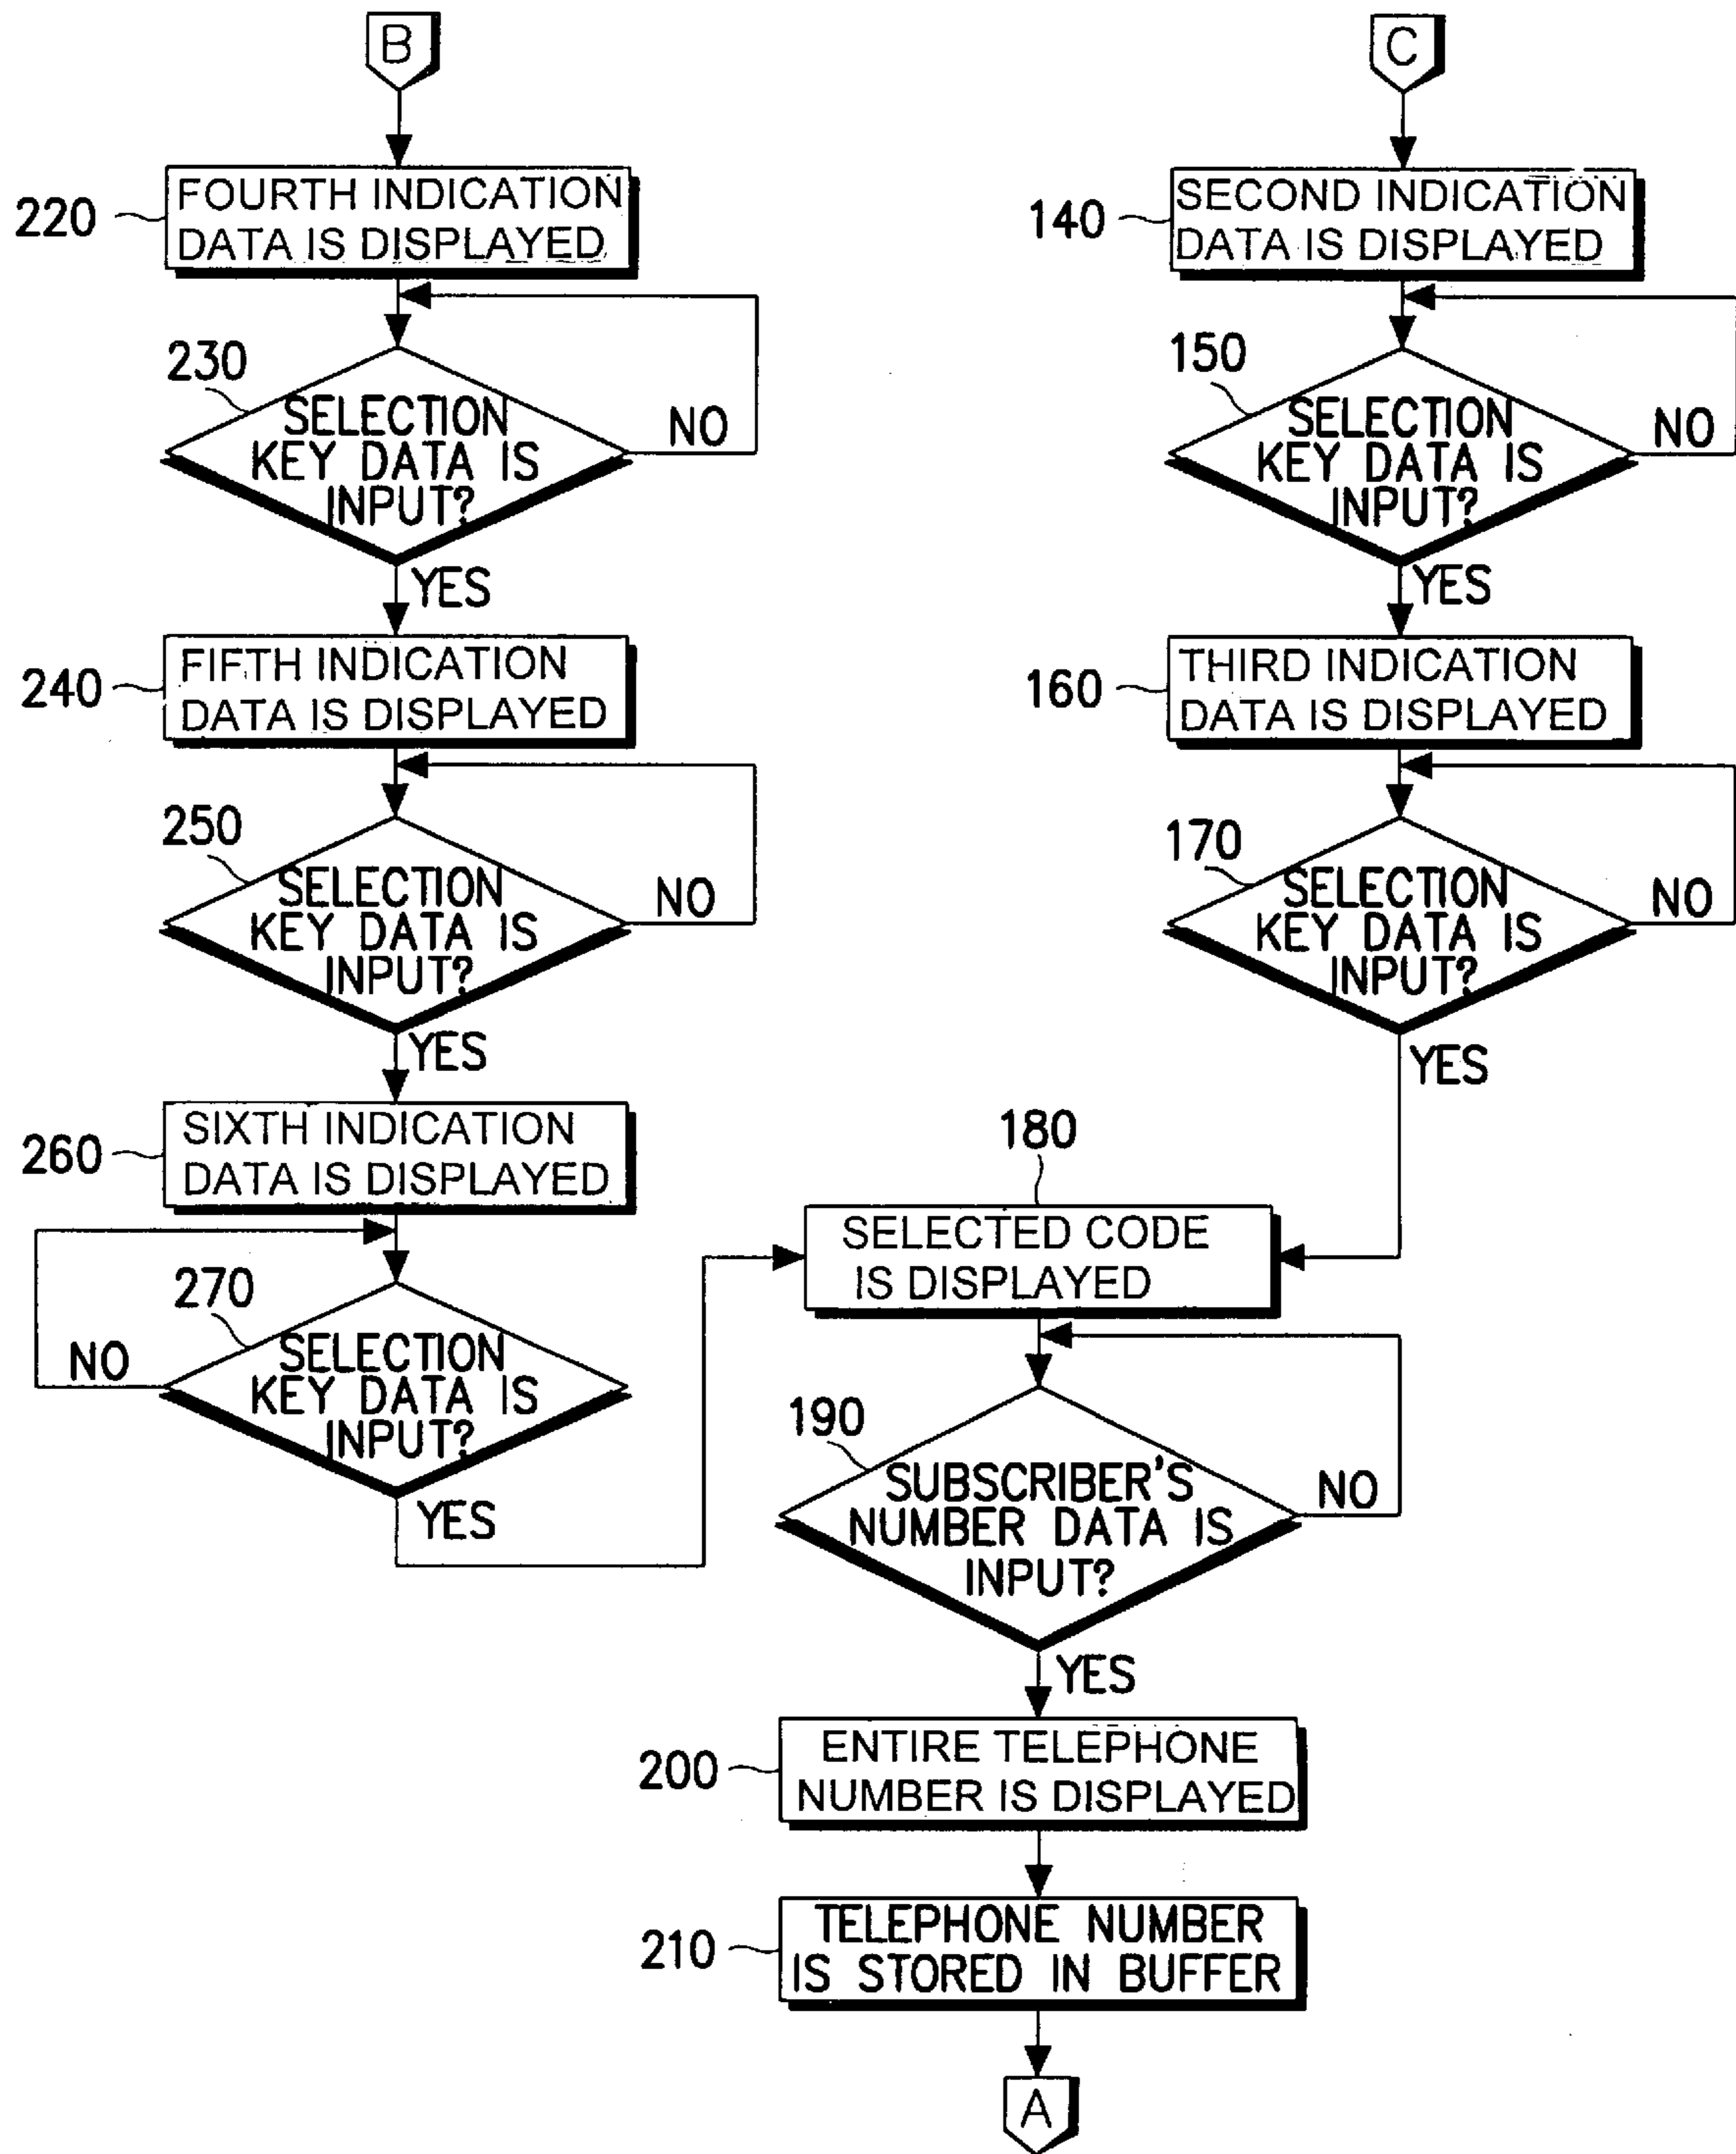 B
220
FOURTH INDICATION
DATA IS DISPLAYED
230
SELECTION
KEY DATA IS
INPUT?
NO
YES
240
FIFTH INDICATION
DATA IS DISPLAYED
250
SELECTION
KEY DATA IS
INPUT?
NO
YES
260
SIXTH INDICATION
DATA IS DISPLAYED
270
SELECTION
KEY DATA IS
INPUT?
NO
YES
C
140
SECOND INDICATION
DATA IS DISPLAYED
150
SELECTION
KEY DATA IS
INPUT?
NO
YES
160
THIRD INDICATION
DATA IS DISPLAYED
170
SELECTION
KEY DATA IS
INPUT?
NO
YES
180
SELECTED CODE
IS DISPLAYED
190
SUBSCRIBER'S
NUMBER DATA IS
INPUT?
NO
YES
200
ENTIRE TELEPHONE
NUMBER IS DISPLAYED
210
TELEPHONE NUMBER
IS STORED IN BUFFER
A